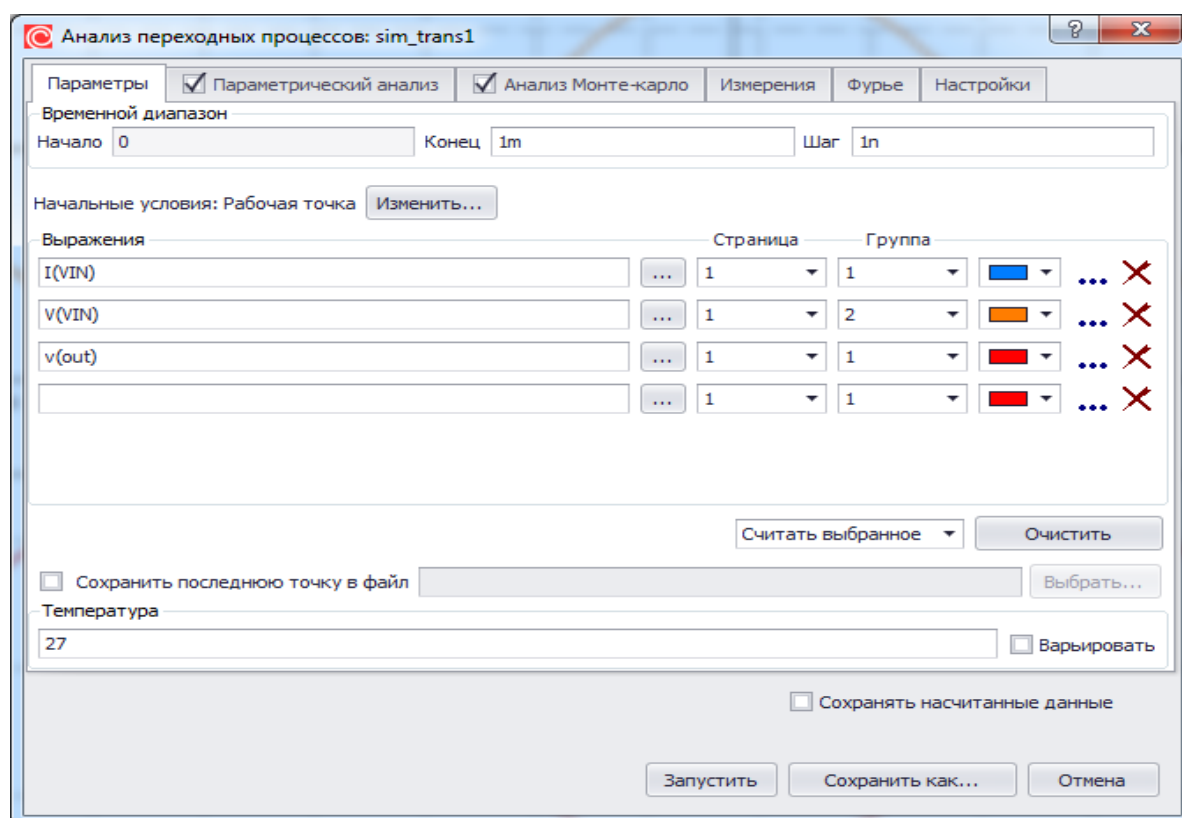 Анализ переходных процессов: sim_trans1 ? X
Параметры Параметрический анализ Анализ Монте-карло Измерения Фурье Настройки
Временной диапазон
Начало 0 Конец 1m Шаг 1n
Начальные условия: Рабочая точка Изменить...
Выражения Страница Группа
I(VIN) ... 1 1 ...
V(VIN) ... 1 2 ...
v(out) ... 1 1 ...
... 1 1 ...
Считать выбранное Очистить
Сохранить последнюю точку в файл Выбрать...
Температура
27 Варьировать
Сохранять насчитанные данные
Запустить Сохранить как... Отмена